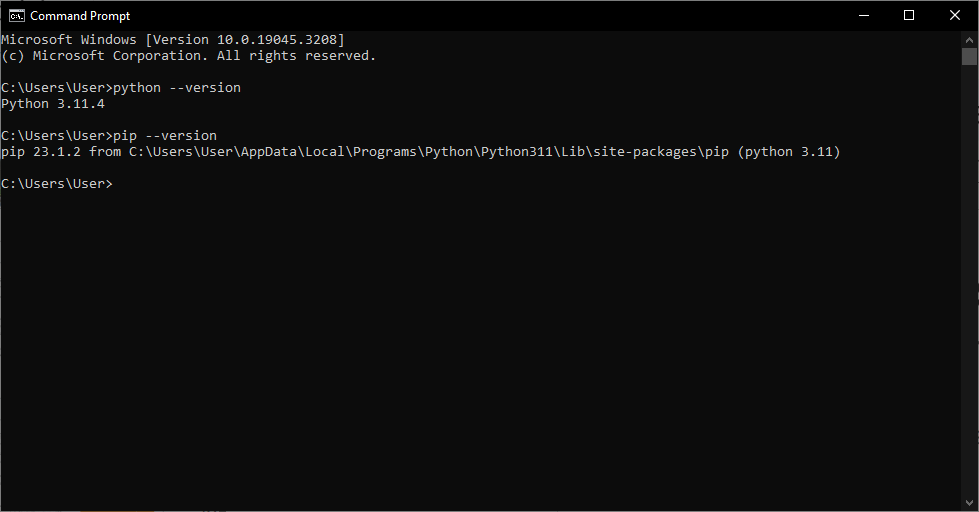 Command Prompt
Microsoft Windows [Version 10.0.19045.3208]
(c) Microsoft Corporation. All rights reserved.
C:\Users\User>python --version
Python 3.11.4
C:\Users\User>pip --version
pip 23.1.2 from C:\Users\User\AppData\Local\Programs\Python\Python311\Lib\site-packages\pip (python 3.11)
C:\Users\User>